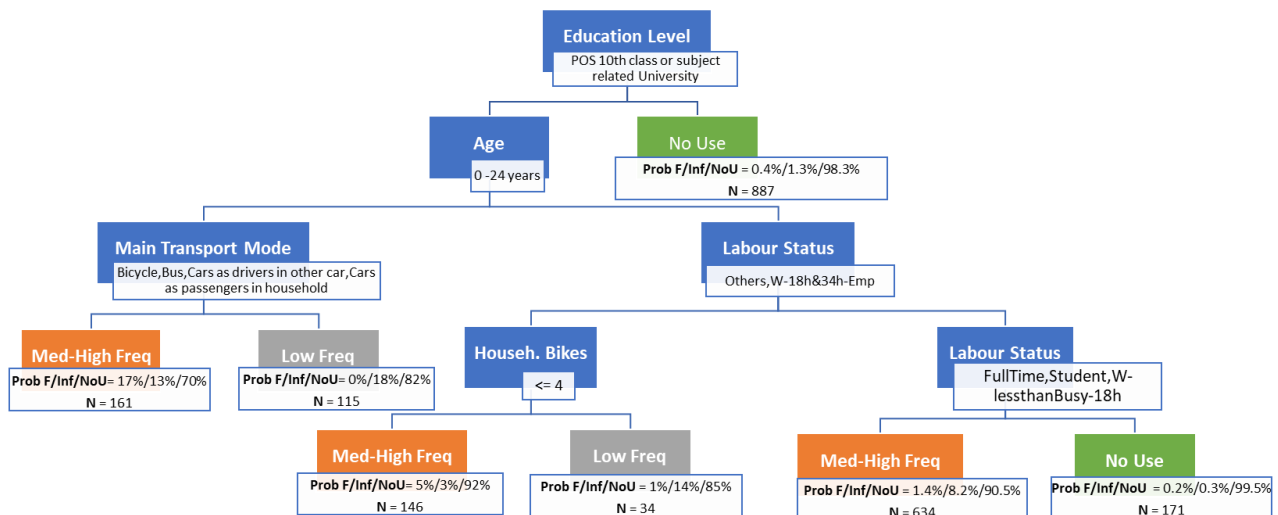 Education Level
POS 10th class or subject
related University
Age
0 -24 years
No Use
Prob F/Inf/NoU = 0.4%/1.3%/98.3%
N = 887
Main Transport Mode
Bicycle,Bus,Cars as drivers in other car,Cars
as passengers in household
Labour Status
Others,W-18h&34h-Emp
Med-High Freq
Prob F/Inf/NoU= 17%/13%/70%
N = 161
Low Freq
Prob F/Inf/NoU= 0%/18%/82%
N = 115
Househ. Bikes
<= 4
Labour Status
FullTime,Student,W-
lessthanBusy-18h
Med-High Freq
Prob F/Inf/NoU= 5%/3%/92%
N = 146
Low Freq
Prob F/Inf/NoU= 1%/14%/85%
N = 34
Med-High Freq
Prob F/Inf/NoU = 1.4%/8.2%/90.5%
N = 634
No Use
Prob F/Inf/NoU = 0.2%/0.3%/99.5%
N = 171